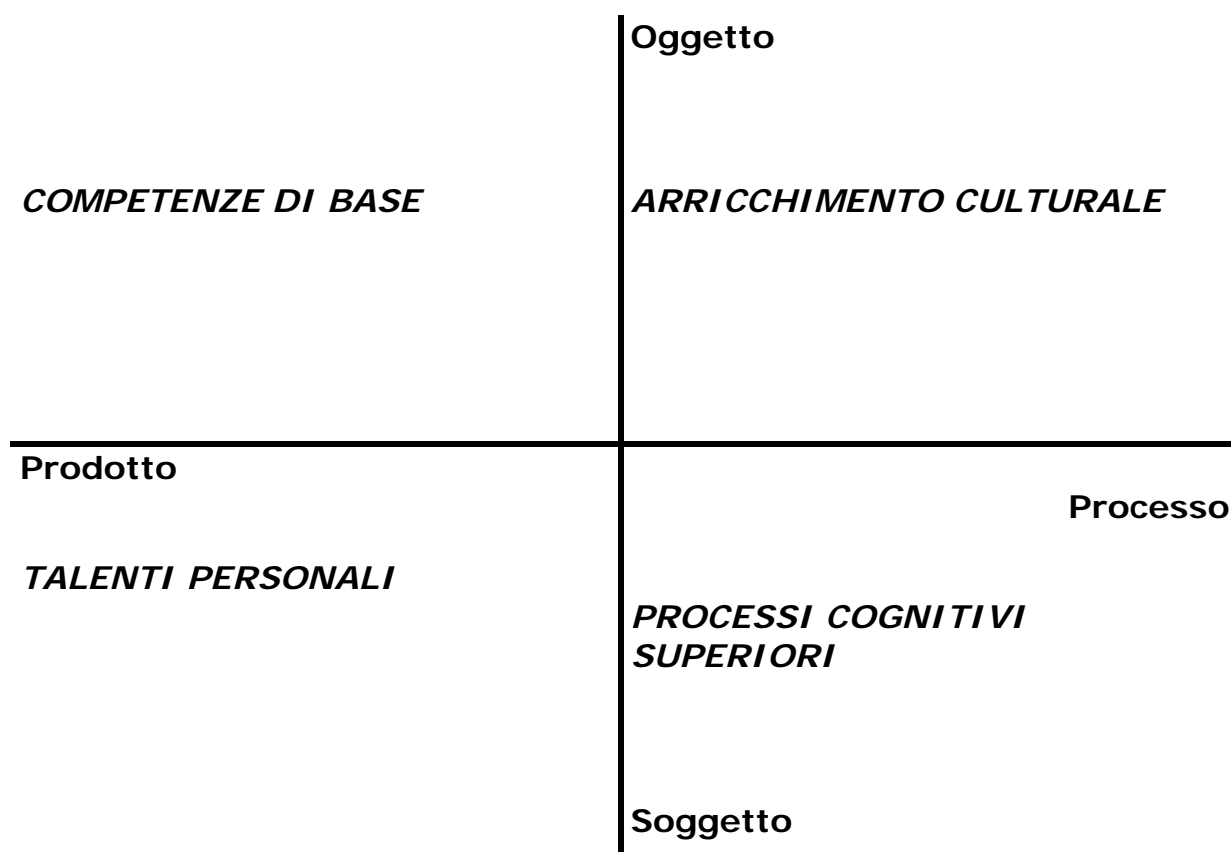 Oggetto
COMPETENZE DI BASE
ARRICCHIMENTO CULTURALE
Prodotto
Processo
TALENTI PERSONALI
PROCESSI COGNITIVI
SUPERIORI
Soggetto